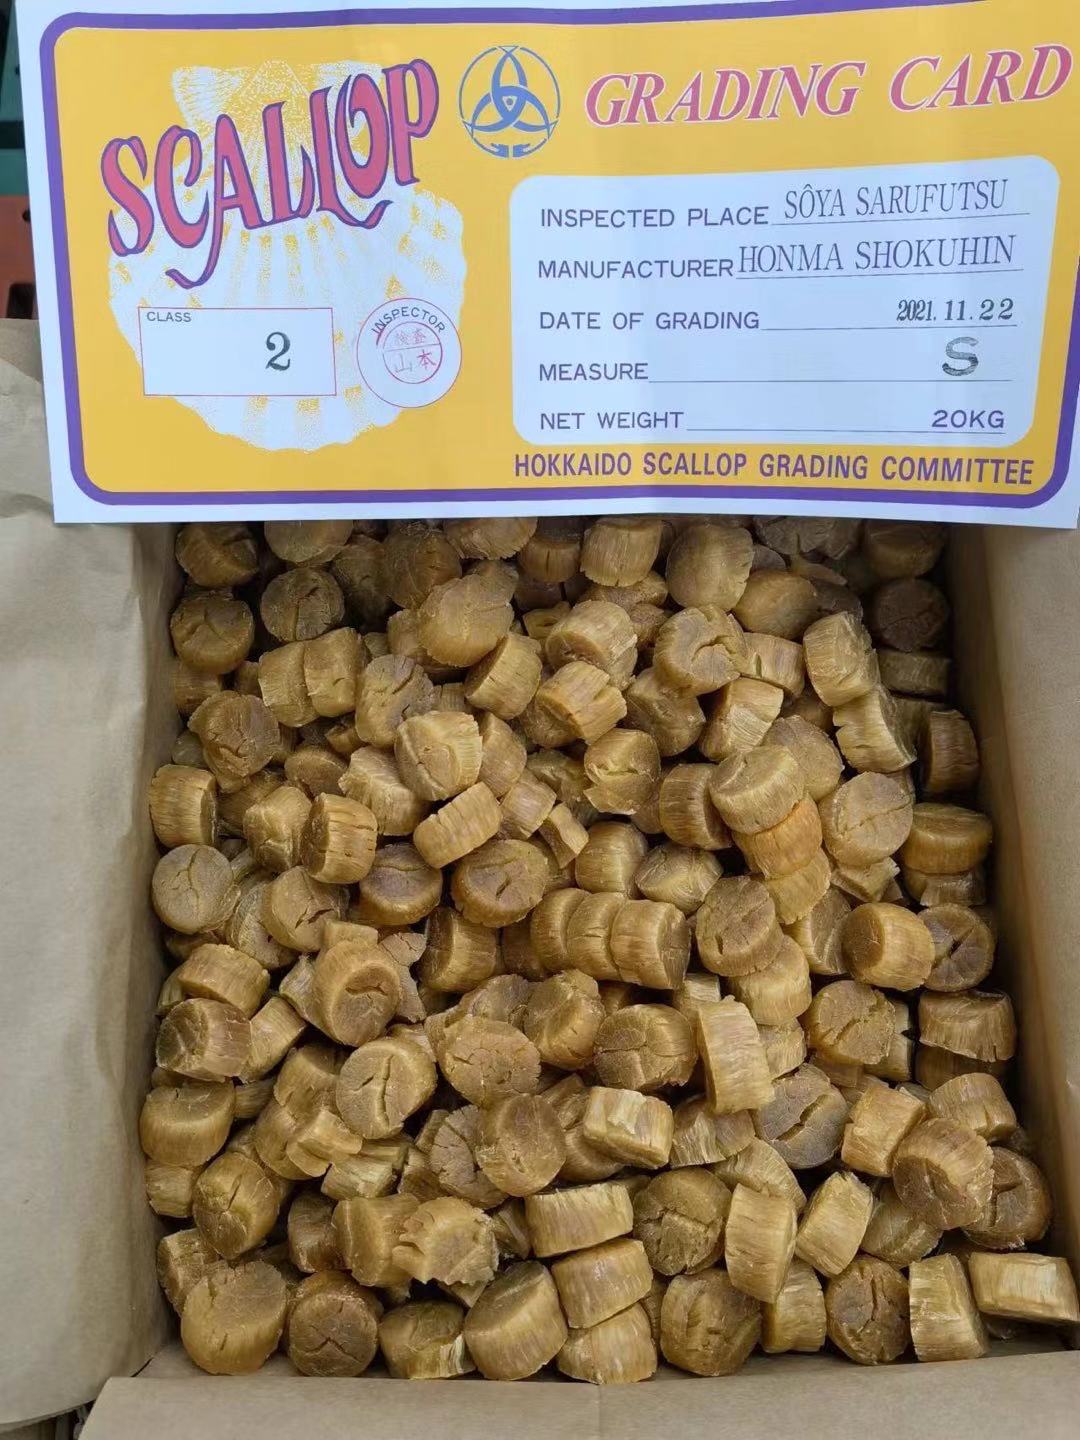 SCALLOP
GRADING CARD
INSPECTED PLACE SÔYA SARUFUTSU
MANUFACTURER HONMA SHOKUHIN
DATE OF GRADING 2021.11.22
MEASURE S
NET WEIGHT 20KG
CLASS
2
INSPECTOR
検査
山本
HOKKAIDO SCALLOP GRADING COMMITTEE